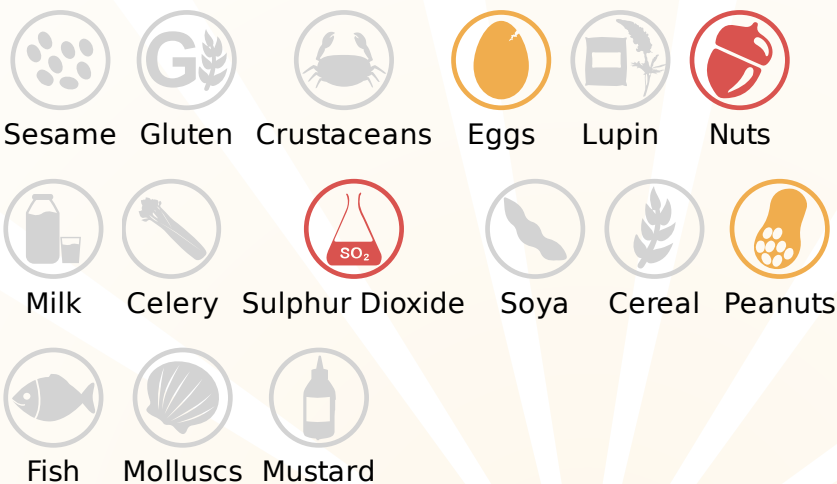 Sesame Gluten Crustaceans Eggs Lupin Nuts
SO₂
Milk Celery Sulphur Dioxide Soya Cereal Peanuts
Fish Molluscs Mustard